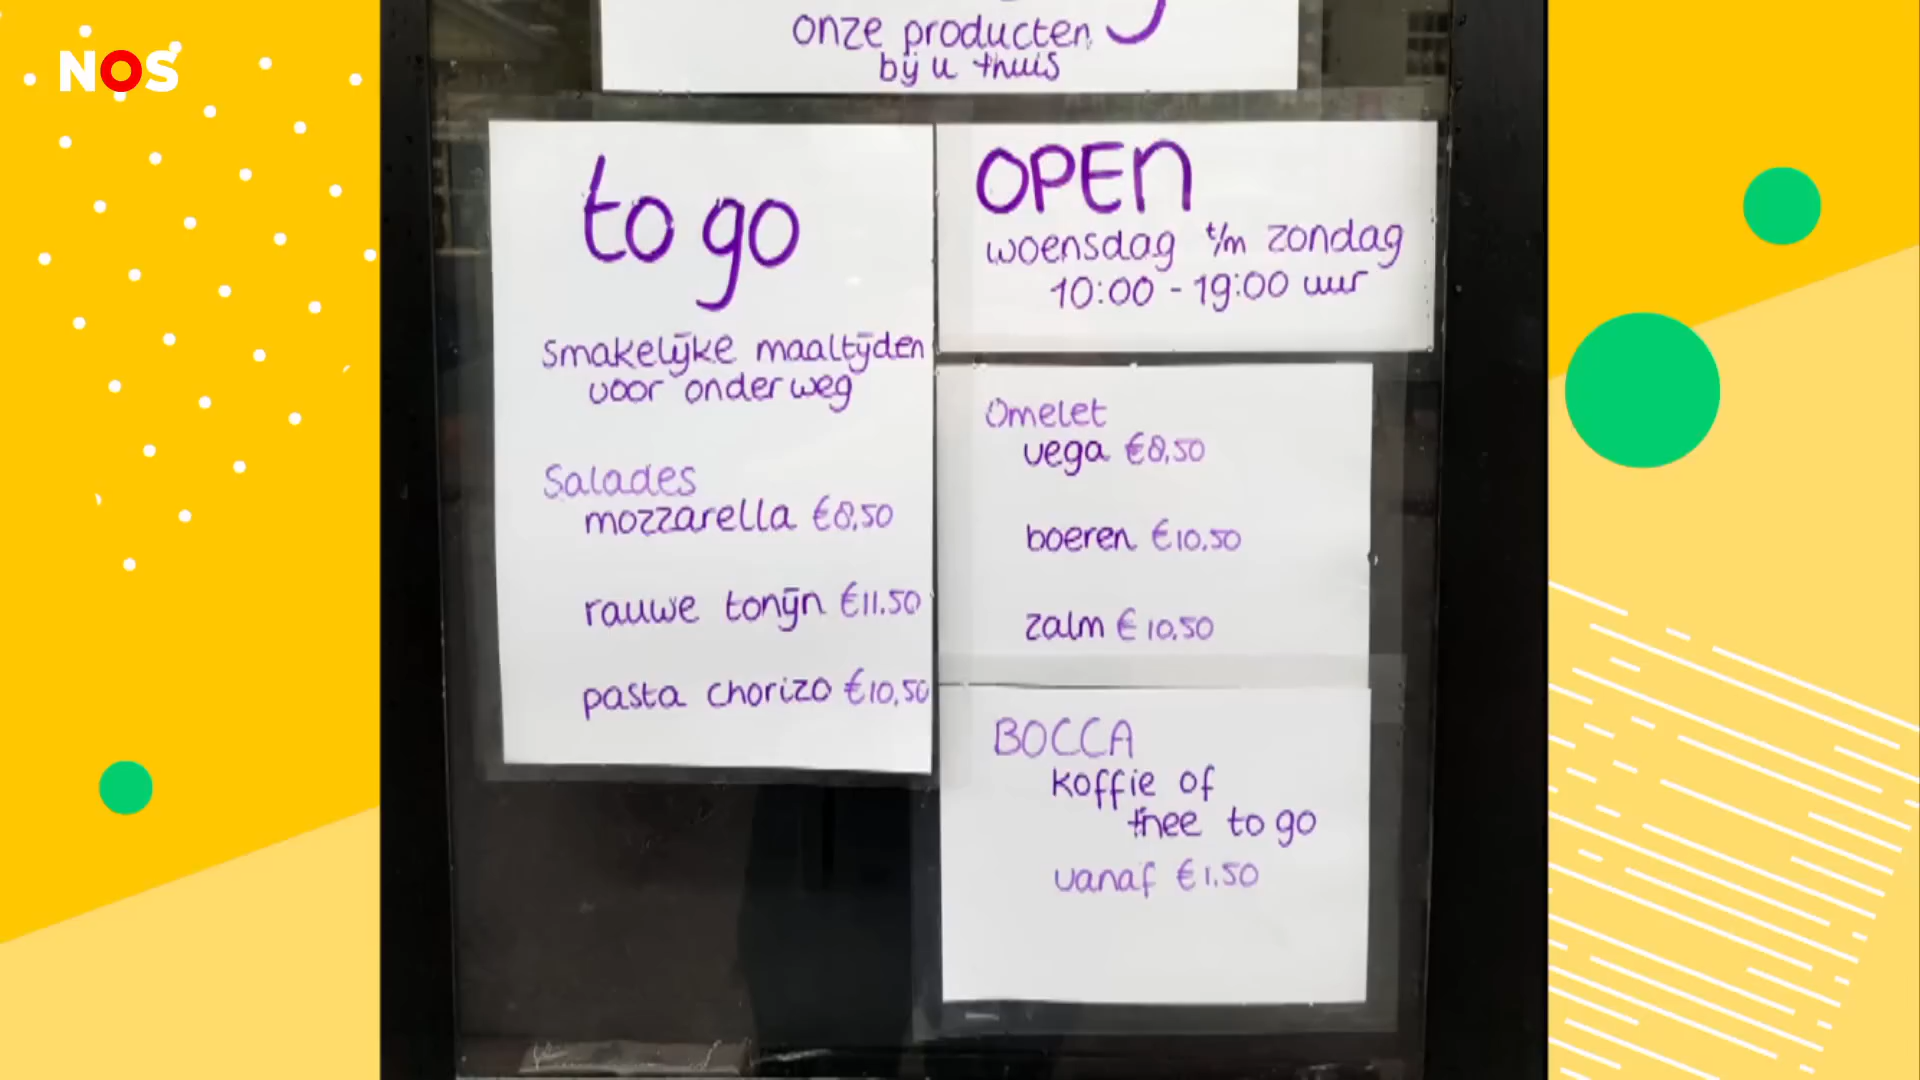 NOS
onze producten
bij u thuis
to go
smakelijke maaltijden
voor onderweg
Salades
mozzarella €8,50
rauwe tonijn €11.50
pasta chorizo €10,50
OPEN
woensdag t/m zondag
10:00 - 19:00 uur
Omelet
vega €8,50
boeren €10.50
zalm €10.50
BOCCA
koffie of
thee to go
vanaf €1.50